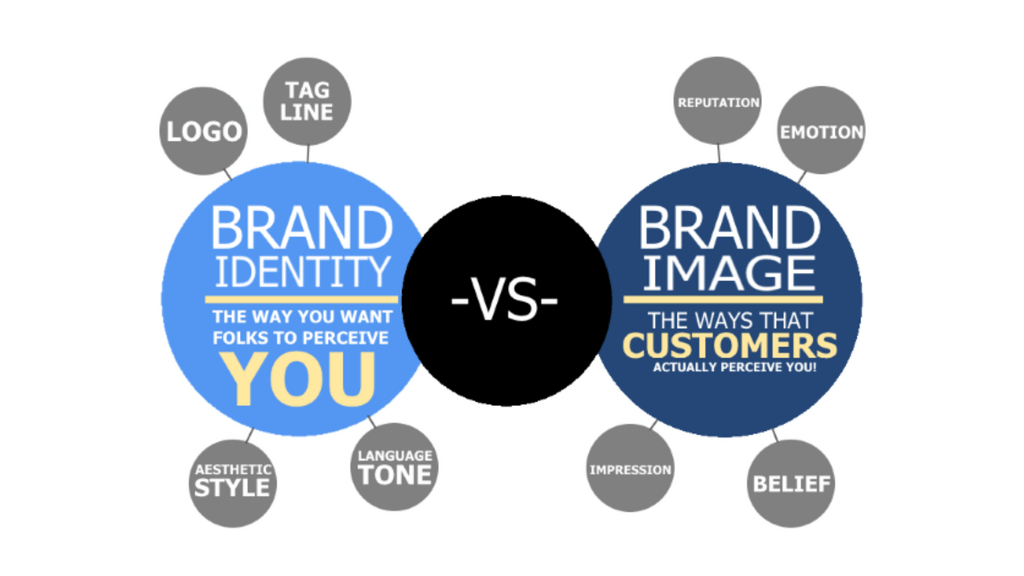 LOGO
TAG
LINE
BRAND
IDENTITY
THE WAY YOU WANT
FOLKS TO PERCEIVE
YOU
AESTHETIC
STYLE
LANGUAGE
TONE
-VS-
REPUTATION
EMOTION
BRAND
IMAGE
THE WAYS THAT
CUSTOMERS
ACTUALLY PERCEIVE YOU!
IMPRESSION
BELIEF